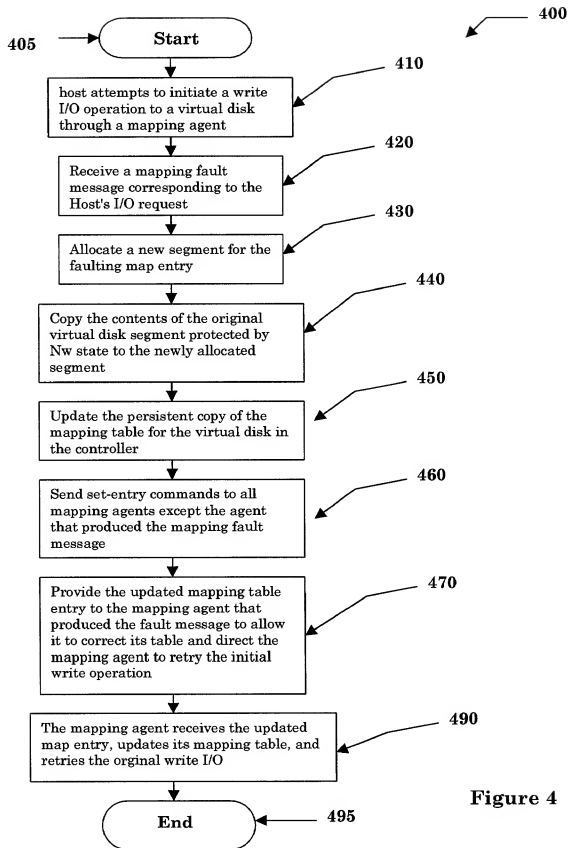 400
405
Start
410
host attempts to initiate a write
I/O operation to a virtual disk
through a mapping agent
420
Receive a mapping fault
message corresponding to the
Host's I/O request
430
Allocate a new segment for the
faulting map entry
440
Copy the contents of the original
virtual disk segment protected by
Nw state to the newly allocated
segment
450
Update the persistent copy of the
mapping table for the virtual disk in
the controller
460
Send set-entry commands to all
mapping agents except the agent
that produced the mapping fault
message
470
Provide the updated mapping table
entry to the mapping agent that
produced the fault message to allow
it to correct its table and direct the
mapping agent to retry the initial
write operation
490
The mapping agent receives the updated
map entry, updates its mapping table, and
retries the orginal write I/O
Figure 4
End
495